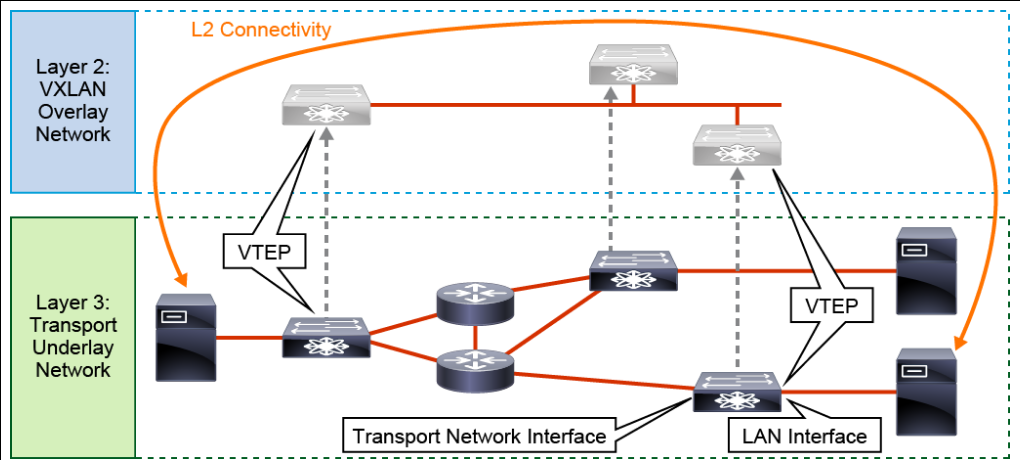 L2 Connectivity
Layer 2:
VXLAN
Overlay
Network
VTEP
VTEP
Layer 3:
Transport
Underlay
Network
Transport Network Interface
LAN Interface